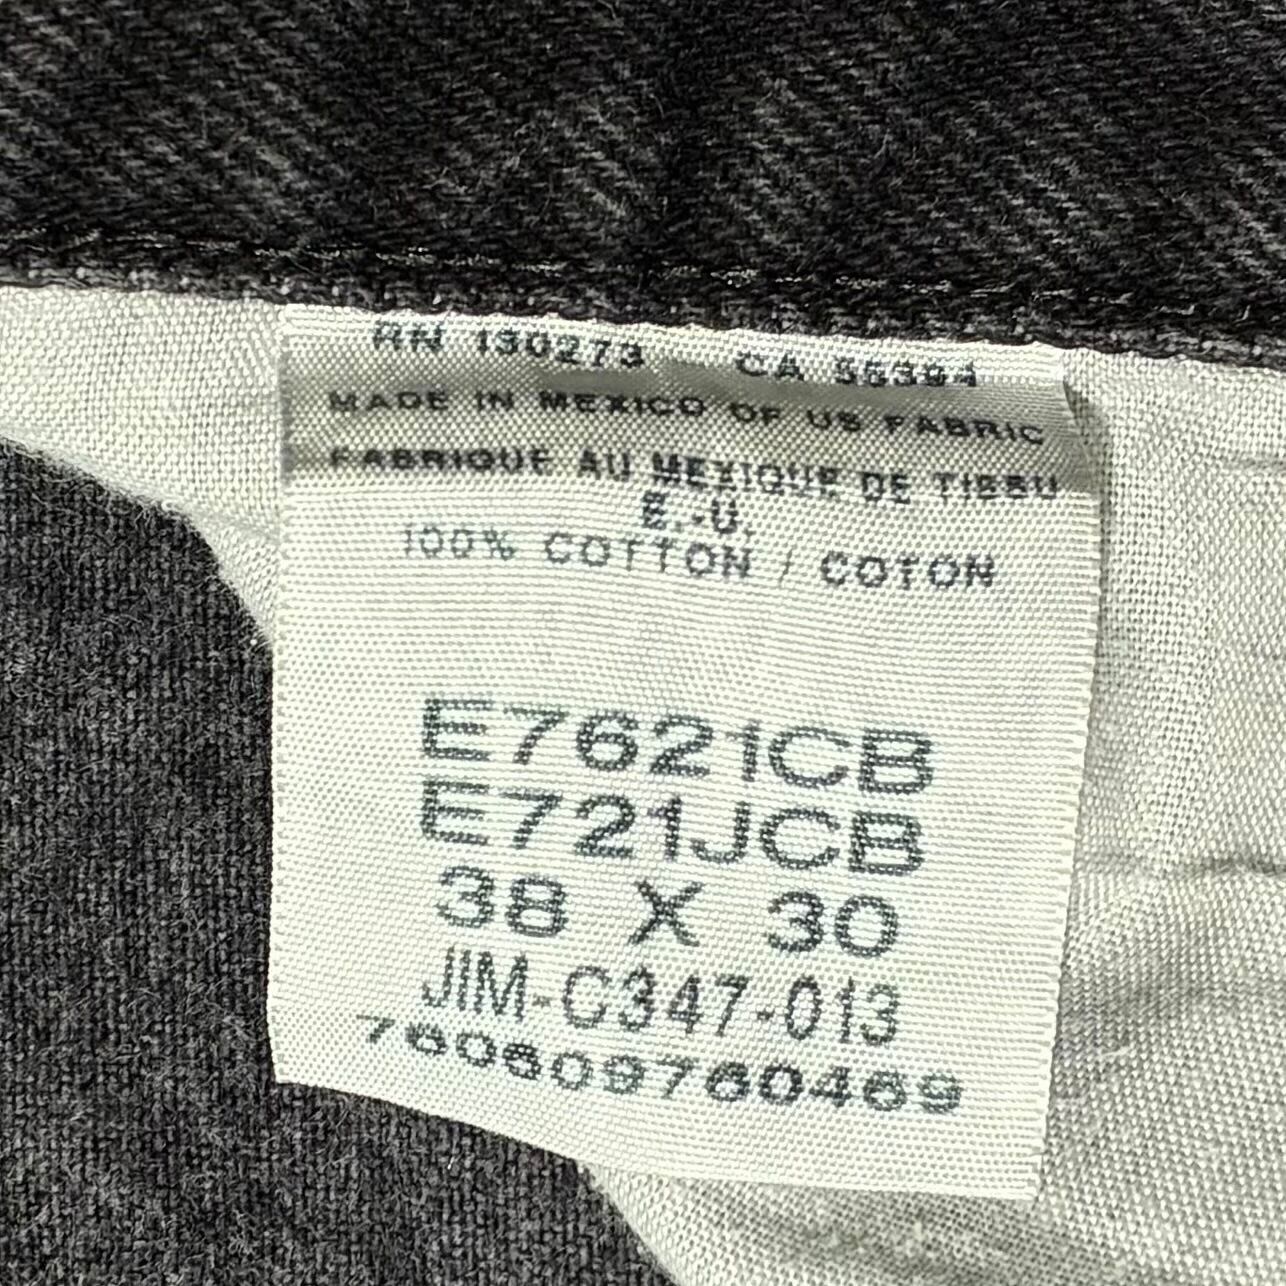 RN 130273 CA 55394
MADE IN MEXICO OF US FABRIC
FABRIQUE AU MEXIQUE DE TISSU
E.-U.
100% COTTON / COTON
E7621CB
E721JCB
38 X 30
JIM-C347-013
760609760469